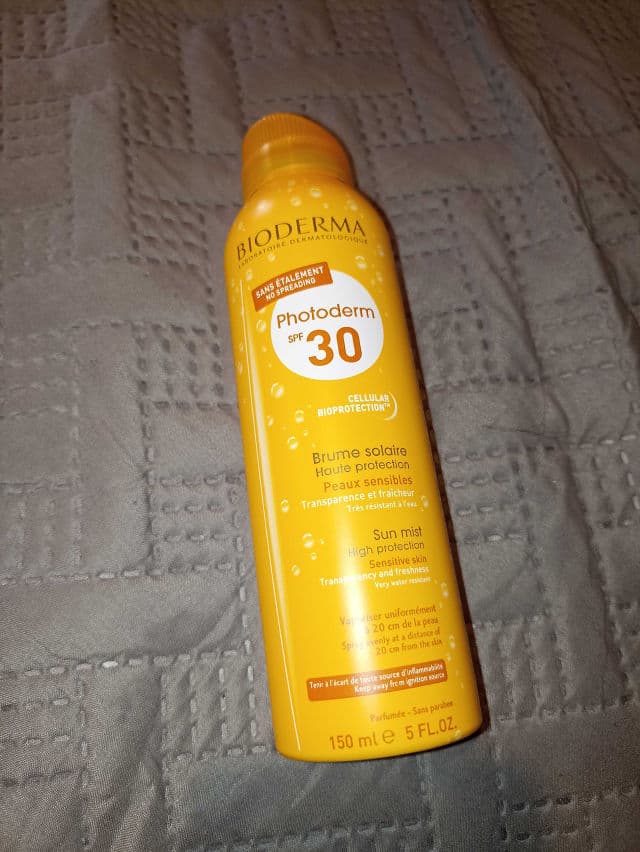 BIODERMA
LABORATOIRE DERMATOLOGIQUE
SANS ÉTALEMENT
NO SPREADING
Photoderm
SPF 30
CELLULAR
BIOPROTECTION™
Brume solaire
Haute protection
Peaux sensibles
Transparence et fraîcheur
Très résistant à l'eau
Sun mist
High protection
Sensitive skin
Transparency and freshness
Very water resistant
Vaporiser uniformément
à 20 cm de la peau
Spray evenly at a distance of
20 cm from the skin
Tenir à l'écart de toute source d'inflammabilité
Keep away from ignition source
Parfumée - Sans paraben
150 ml e 5 FL.OZ.